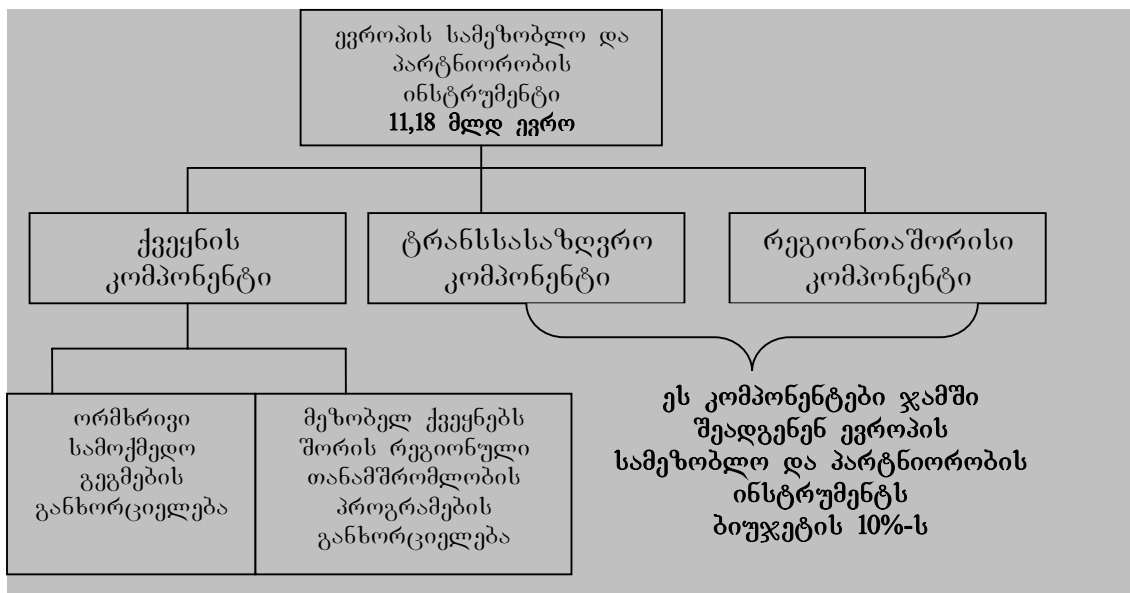 ევროპის სამეზობლო და
პარტნიორობის
ინსტრუმენტი
11,18 მლდ ევრო
ქვეყნის
კომპონენტი
ტრანსსასაზღვრო
კომპონენტი
რეგიონთაშორისი
კომპონენტი
ორმხრივი
სამოქმედო
გეგმების
განხორციელება
მეზობელ ქვეყნებს
შორის რეგიონული
თანამშრომლობის
პროგრამების
განხორციელება
ეს კომპონენტები ჯამში
შეადგენენ ევროპის
სამეზობლო და პარტნიორობის
ინსტრუმენტს
ბიუჯეტის 10%-ს